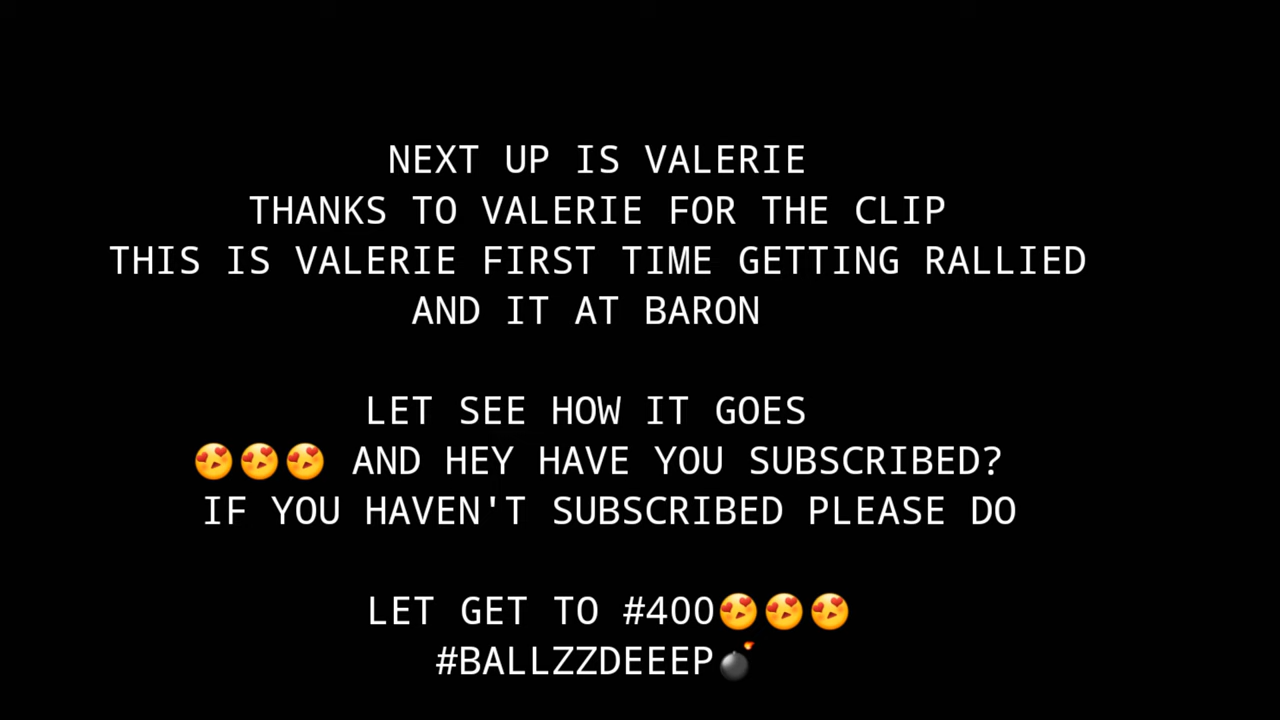 NEXT UP IS VALERIE
THANKS TO VALERIE FOR THE CLIP
THIS IS VALERIE FIRST TIME GETTING RALLIED
AND IT AT BARON
LET SEE HOW IT GOES
😍😍😍 AND HEY HAVE YOU SUBSCRIBED?
IF YOU HAVEN'T SUBSCRIBED PLEASE DO
LET GET TO #400😍😍😍
#BALLZZDEEEP💣